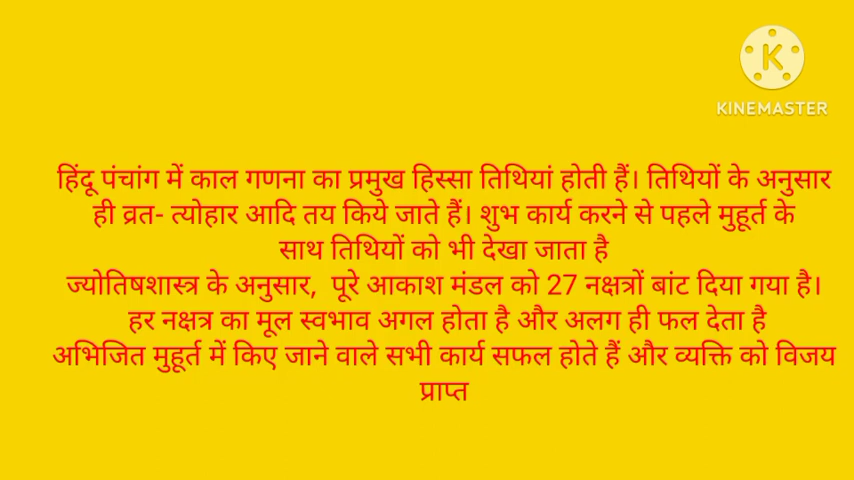 K
KINEMASTER
हिंदू पंचांग में काल गणना का प्रमुख हिस्सा तिथियां होती हैं। तिथियों के अनुसार
ही व्रत- त्योहार आदि तय किये जाते हैं। शुभ कार्य करने से पहले मुहूर्त के
साथ तिथियों को भी देखा जाता है
ज्योतिषशास्त्र के अनुसार,  पूरे आकाश मंडल को 27 नक्षत्रों बांट दिया गया है।
हर नक्षत्र का मूल स्वभाव अगल होता है और अलग ही फल देता है
अभिजित मुहूर्त में किए जाने वाले सभी कार्य सफल होते हैं और व्यक्ति को विजय
प्राप्त